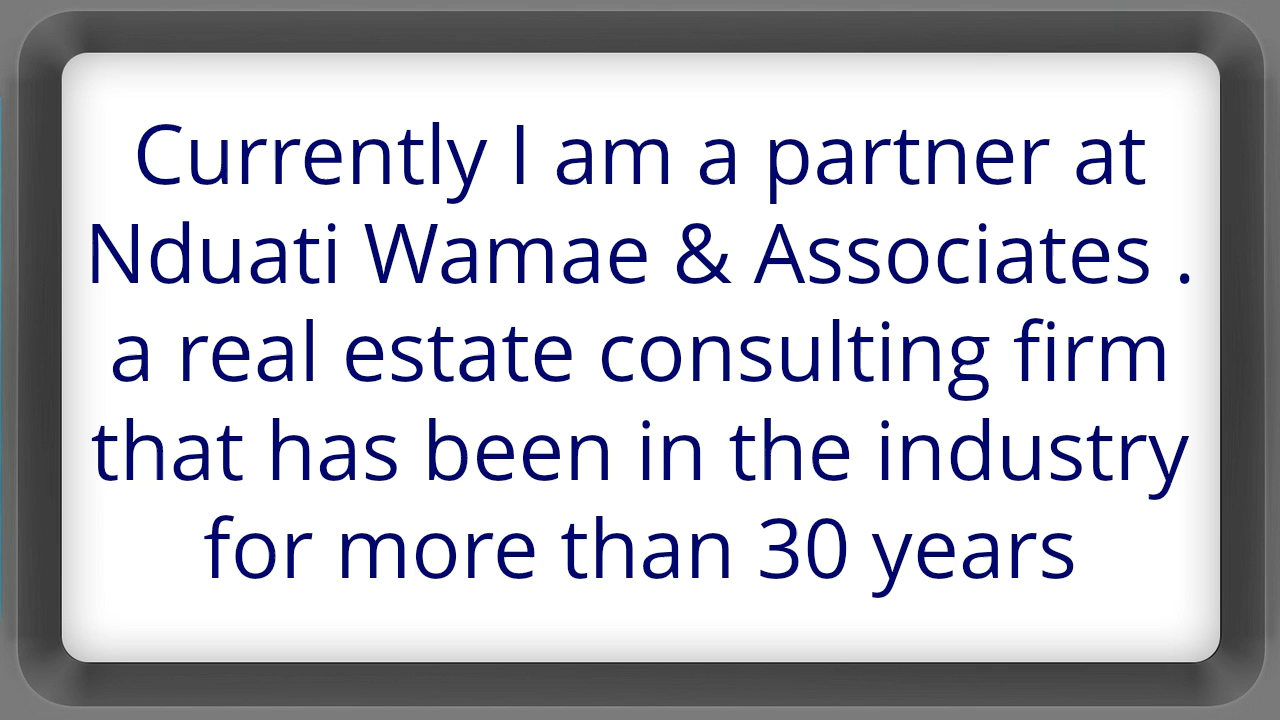 Currently I am a partner at
Nduati Wamae & Associates .
a real estate consulting firm
that has been in the industry
for more than 30 years